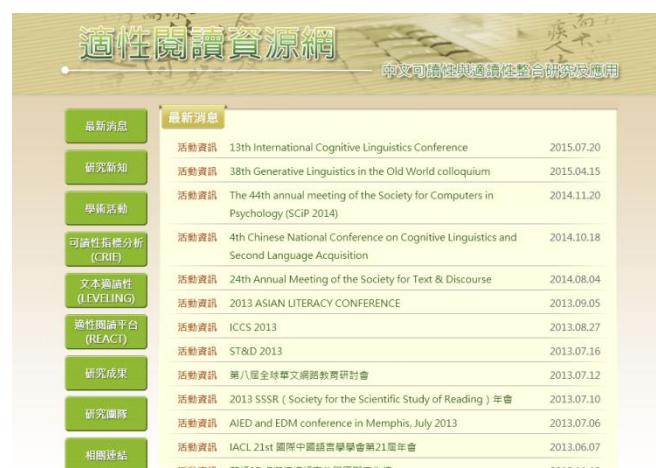 適性閱讀資源網
中文可讀性與適讀性整合研究及應用
最新消息
研究新知
學術活動
可讀性指標分析
(CRIE)
文本適讀性
(LEVELING)
適性閱讀平台
(REACT)
研究成果
研究團隊
相關連結
最新消息
活動資訊 13th International Cognitive Linguistics Conference 2015.07.20
活動資訊 38th Generative Linguistics in the Old World colloquium 2015.04.15
活動資訊 The 44th annual meeting of the Society for Computers in 2014.11.20
Psychology (SCiP 2014)
活動資訊 4th Chinese National Conference on Cognitive Linguistics and 2014.10.18
Second Language Acquisition
活動資訊 24th Annual Meeting of the Society for Text & Discourse 2014.08.04
活動資訊 2013 ASIAN LITERACY CONFERENCE 2013.09.05
活動資訊 ICCS 2013 2013.08.27
活動資訊 ST&D 2013 2013.07.16
活動資訊 第八屆全球華文網路教育研討會 2013.07.12
活動資訊 2013 SSSR ( Society for the Scientific Study of Reading ) 年會 2013.07.10
活動資訊 AIED and EDM conference in Memphis, July 2013 2013.07.06
活動資訊 IACL 21st 國際中國語言學學會第21屆年會 2013.06.07